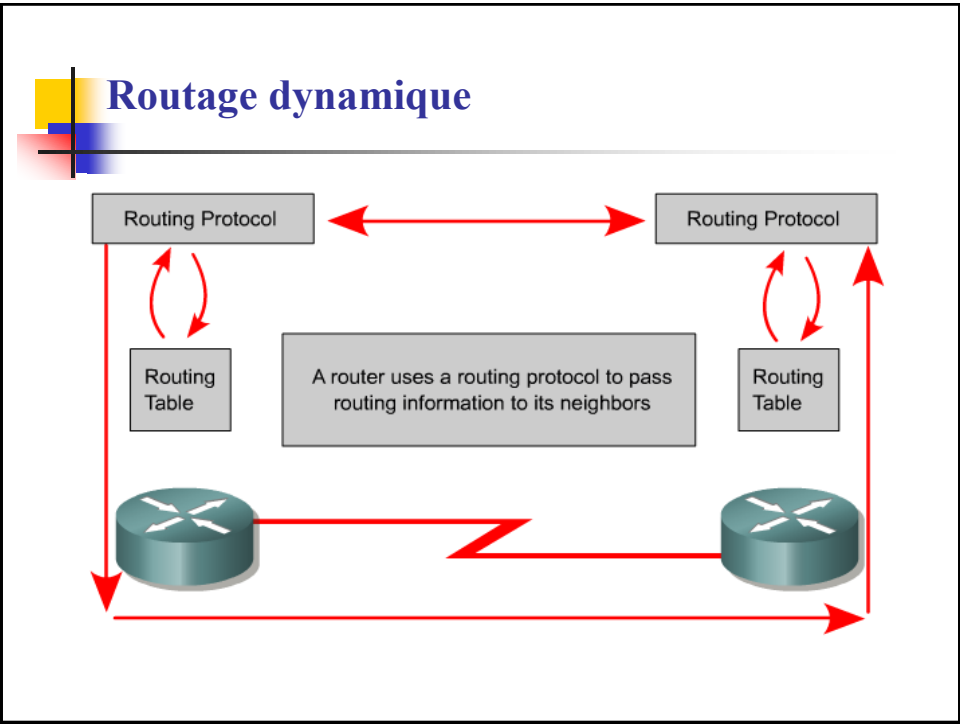 Routage dynamique
Routing Protocol
Routing Protocol
Routing
Table
A router uses a routing protocol to pass
routing information to its neighbors
Routing
Table